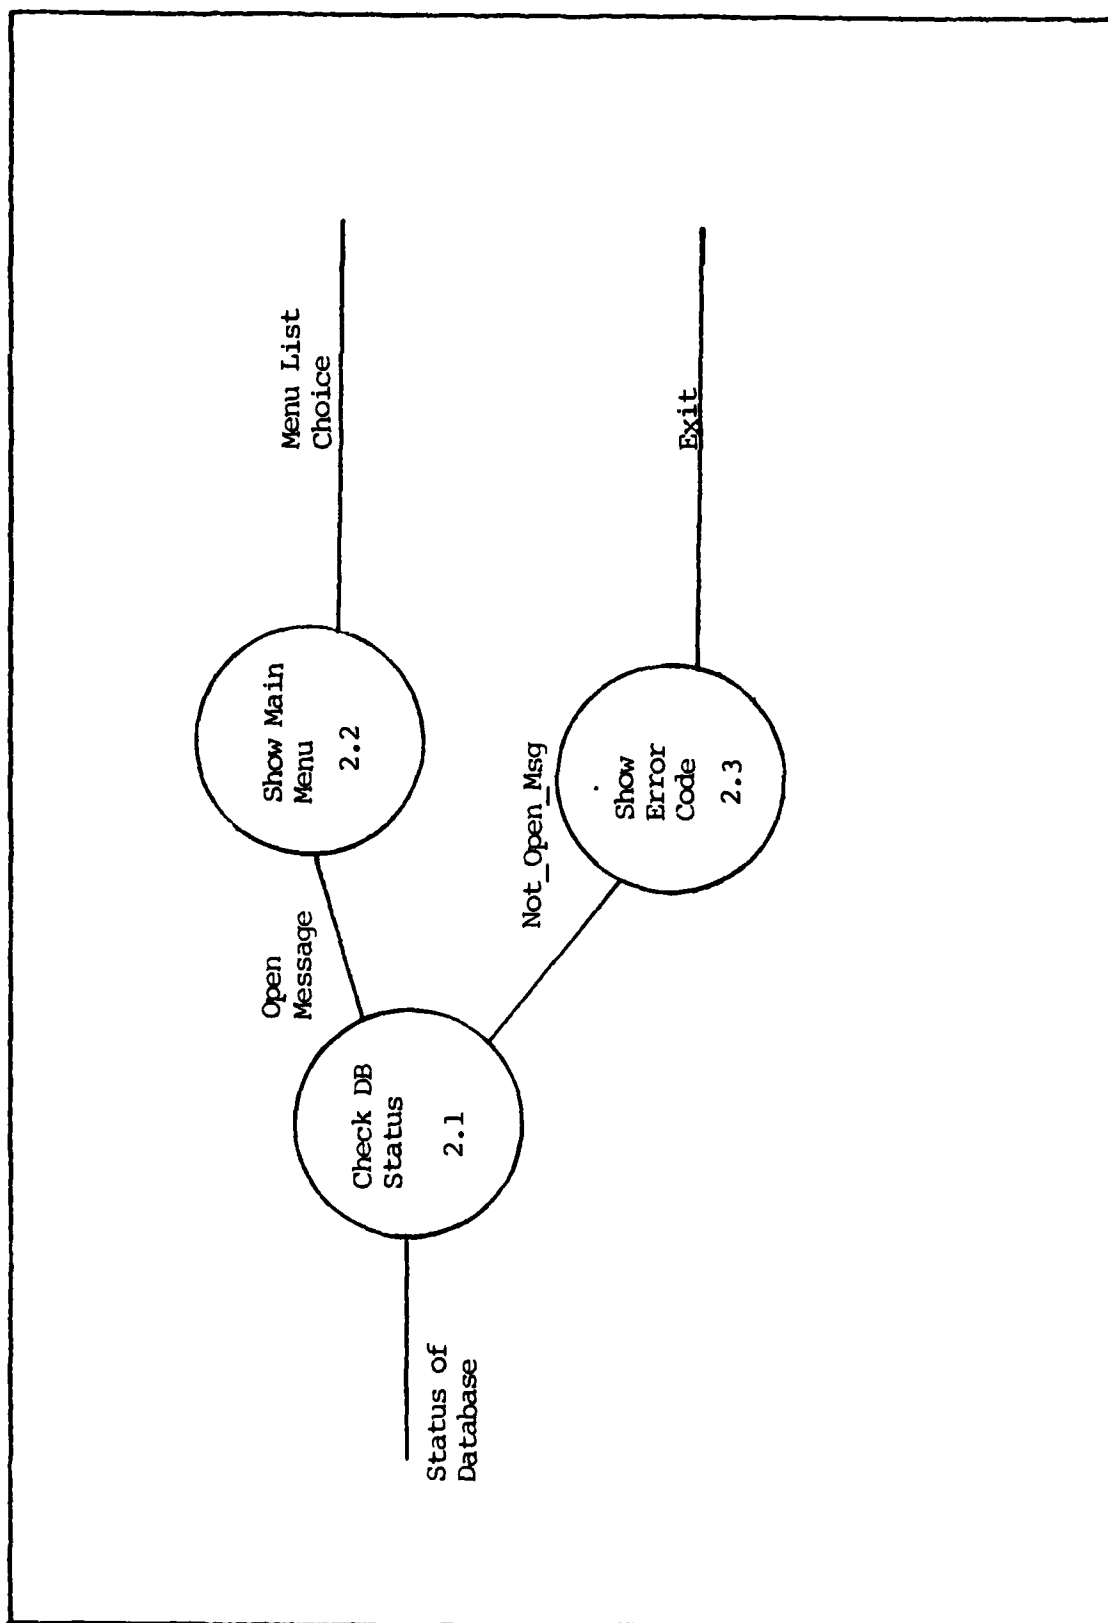 Status of
Database
Check DB
Status
2.1
Open
Message
Not_Open_Msg
Show Main
Menu
2.2
Show
Error
Code
2.3
Menu List
Choice
Exit